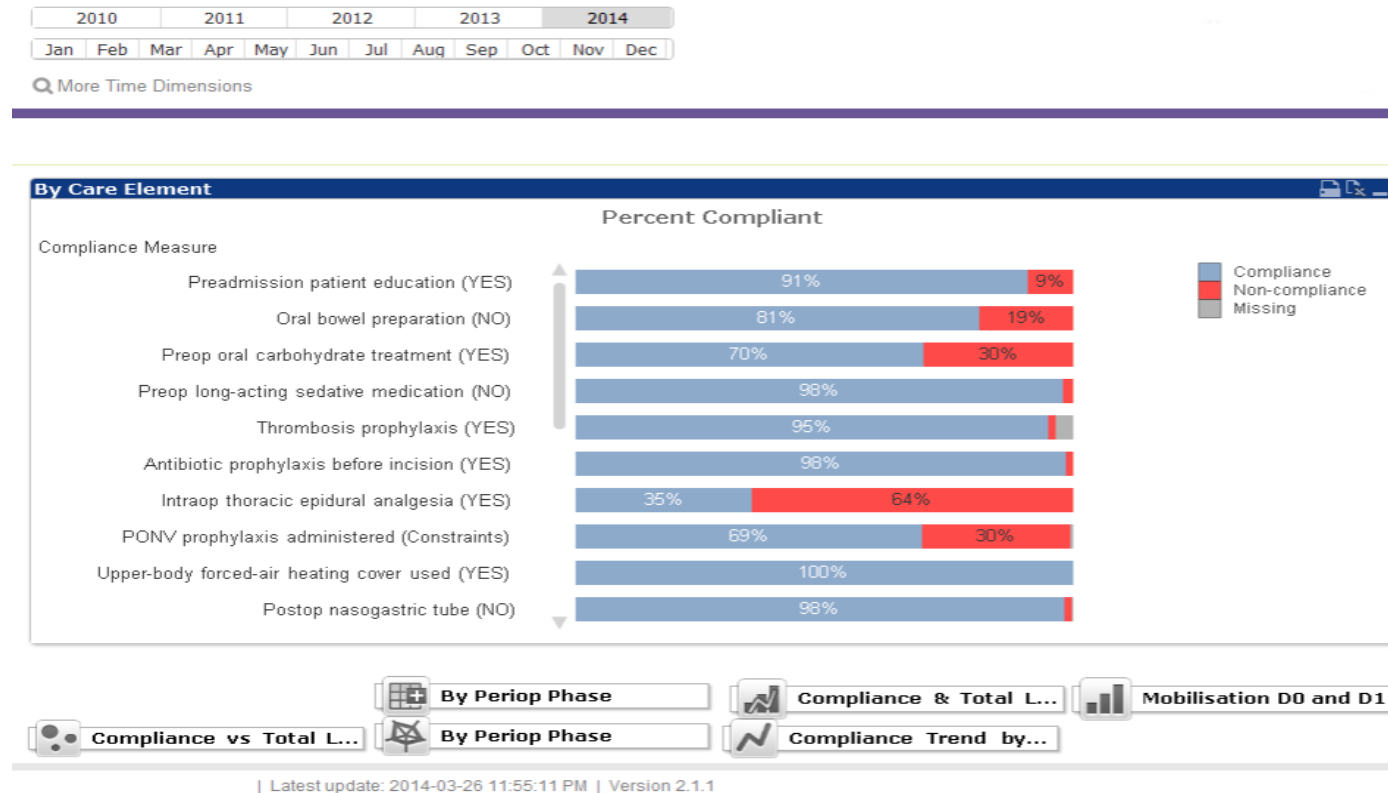 2010 2011 2012 2013 2014
Jan Feb Mar Apr May Jun Jul Aug Sep Oct Nov Dec
More Time Dimensions
By Care Element
Percent Compliant
Compliance Measure
Preadmission patient education (YES) 91% 9%
Oral bowel preparation (NO) 81% 19%
Preop oral carbohydrate treatment (YES) 70% 30%
Preop long-acting sedative medication (NO) 98%
Thrombosis prophylaxis (YES) 95%
Antibiotic prophylaxis before incision (YES) 98%
Intraop thoracic epidural analgesia (YES) 35% 64%
PONV prophylaxis administered (Constraints) 69% 30%
Upper-body forced-air heating cover used (YES) 100%
Postop nasogastric tube (NO) 98%
Compliance
Non-compliance
Missing
By Periop Phase
Compliance & Total L...
Mobilisation D0 and D1
Compliance vs Total L...
By Periop Phase
Compliance Trend by...
| Latest update: 2014-03-26 11:55:11 PM | Version 2.1.1